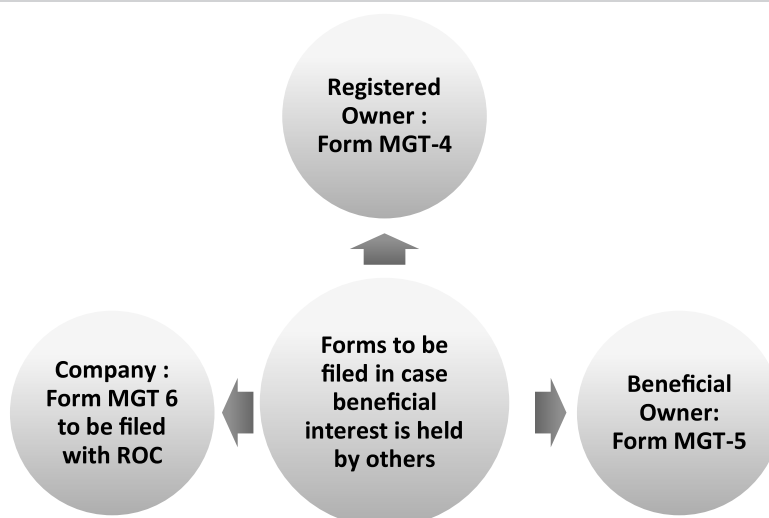 Registered
Owner :
Form MGT-4
Company :
Form MGT 6
to be filed
with ROC
Forms to be
filed in case
beneficial
interest is held
by others
Beneficial
Owner:
Form MGT-5